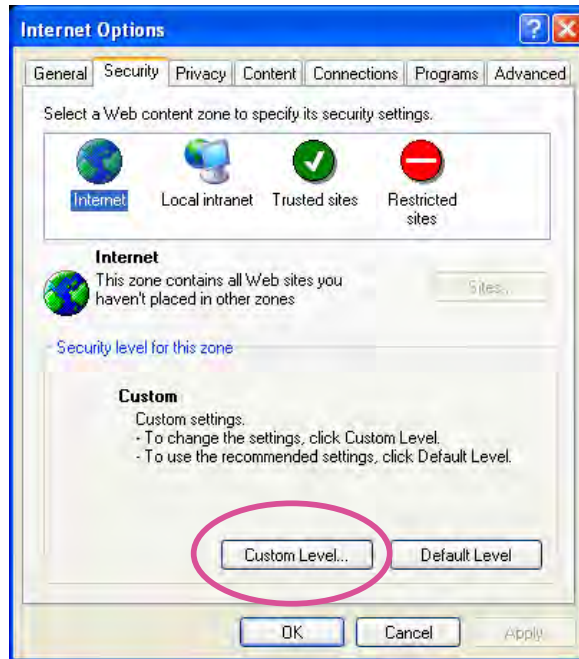 Internet Options
General Security Privacy Content Connections Programs Advanced
Select a Web content zone to specify its security settings.
Internet Local intranet Trusted sites Restricted sites
Internet
This zone contains all Web sites you
haven't placed in other zones
Sites...
Security level for this zone
Custom
Custom settings.
- To change the settings, click Custom Level.
- To use the recommended settings, click Default Level.
Custom Level... Default Level
OK Cancel Apply